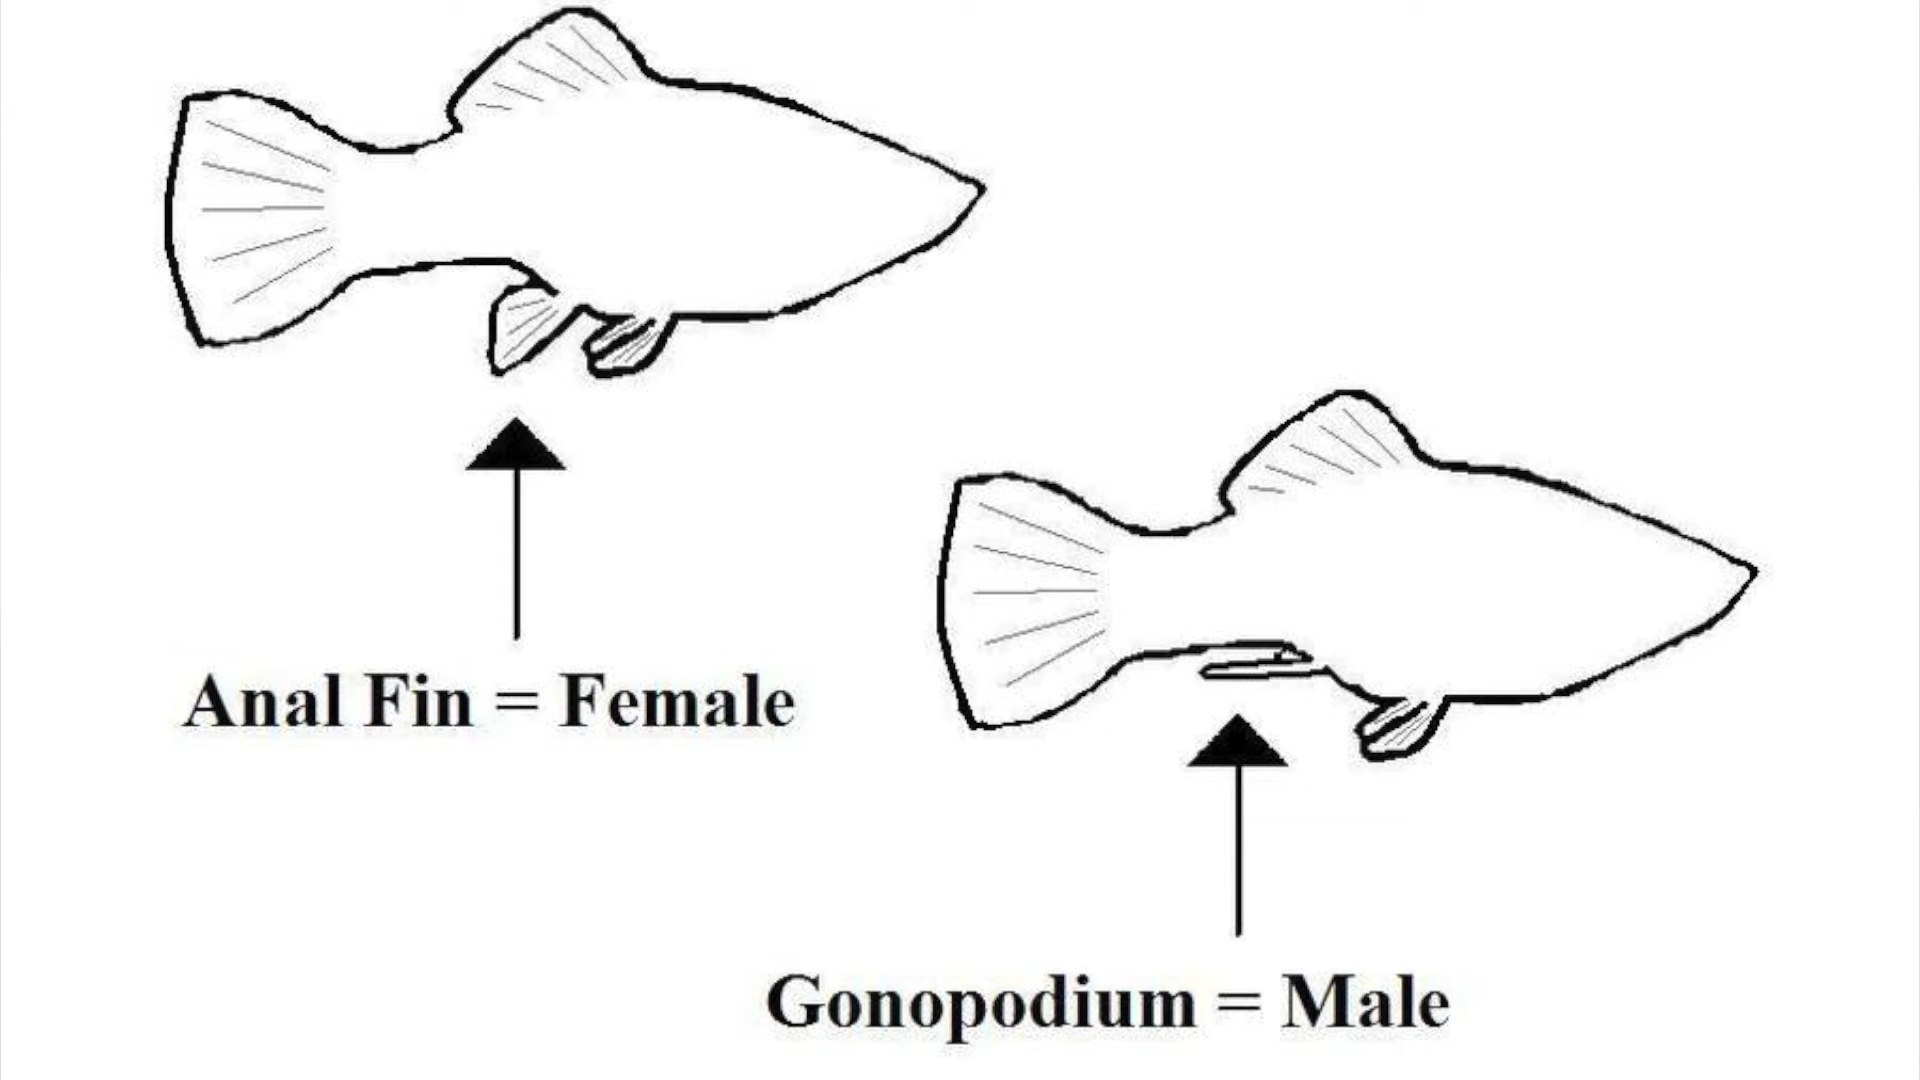 Anal Fin = Female
Gonopodium = Male